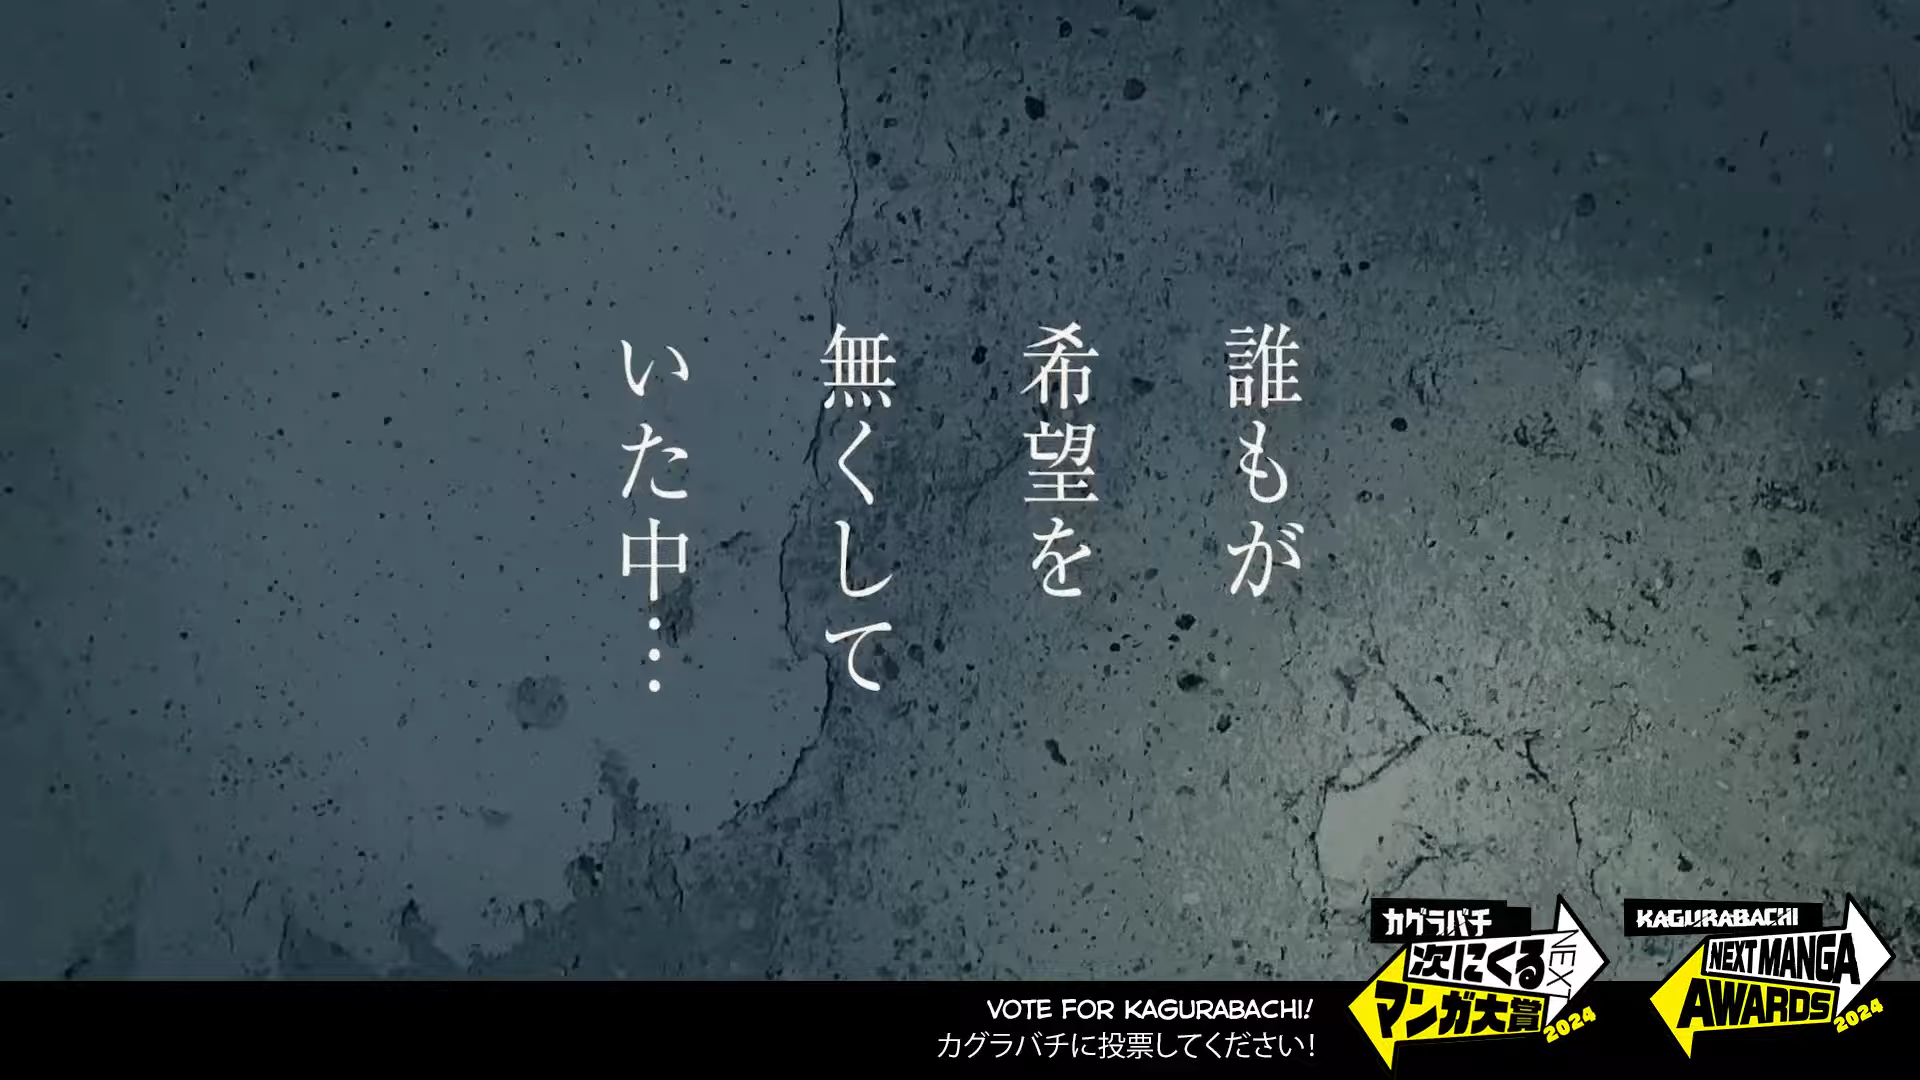 誰もが
希望を
無くして
いた中…
VOTE FOR KAGURABACHI!
カグラバチに投票してください!
カグラバチ
次にくる
マンガ大賞
NEXT
2024
KAGURABACHI
NEXT MANGA
AWARDS
2024